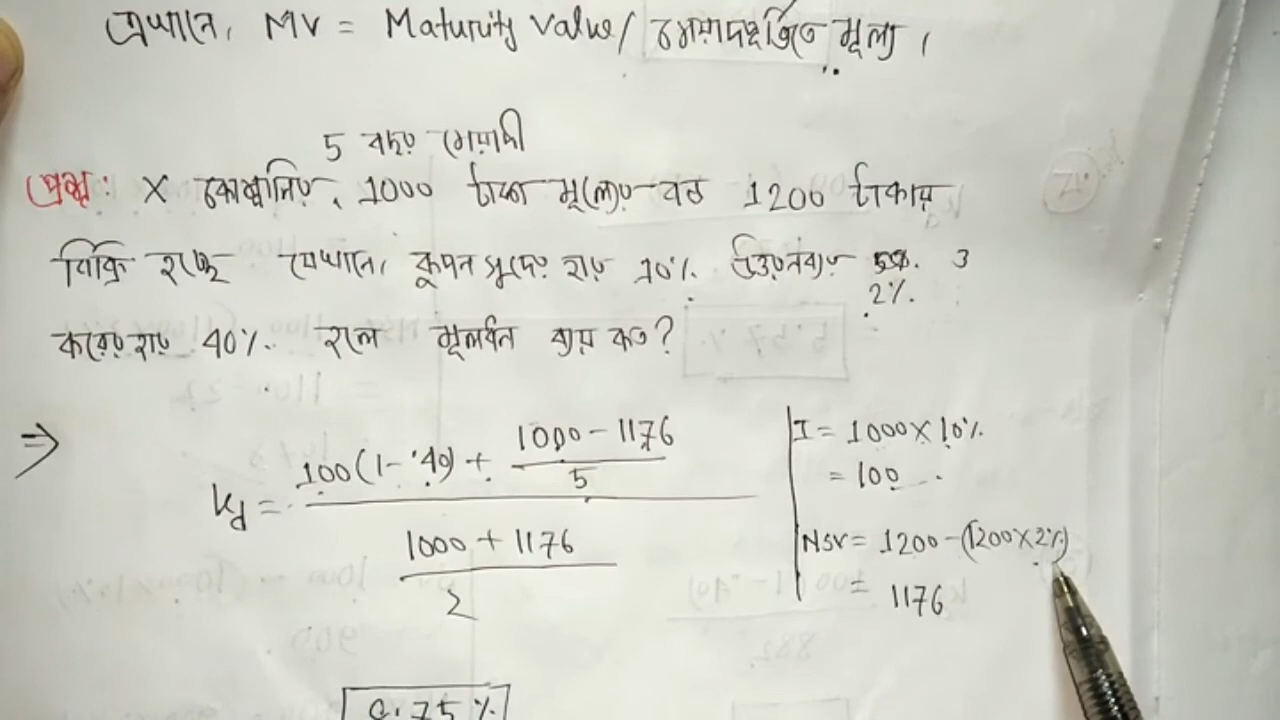 এখানে, MV = Maturity Value/ মেয়াদপূর্তিতে মূল্য ।
5 বছর মেয়াদী
প্রশ্ন: X কোম্পানির 1000 টাকা মূল্যের বন্ড 1200 টাকায়
বিক্রি হচ্ছে যেখানে, কুপন সুদের হার 10%. উত্তরনব্যয় 3
2%.
করের হার 40%. হলে মূলধন ব্যয় কত?
⇒ Kd = (100(1-.40) + (1000-1176)/5) / ((1000 + 1176)/2)
I = 1000 × 10%
= 100
NSV = 1200-(1200×2%)
= 1176